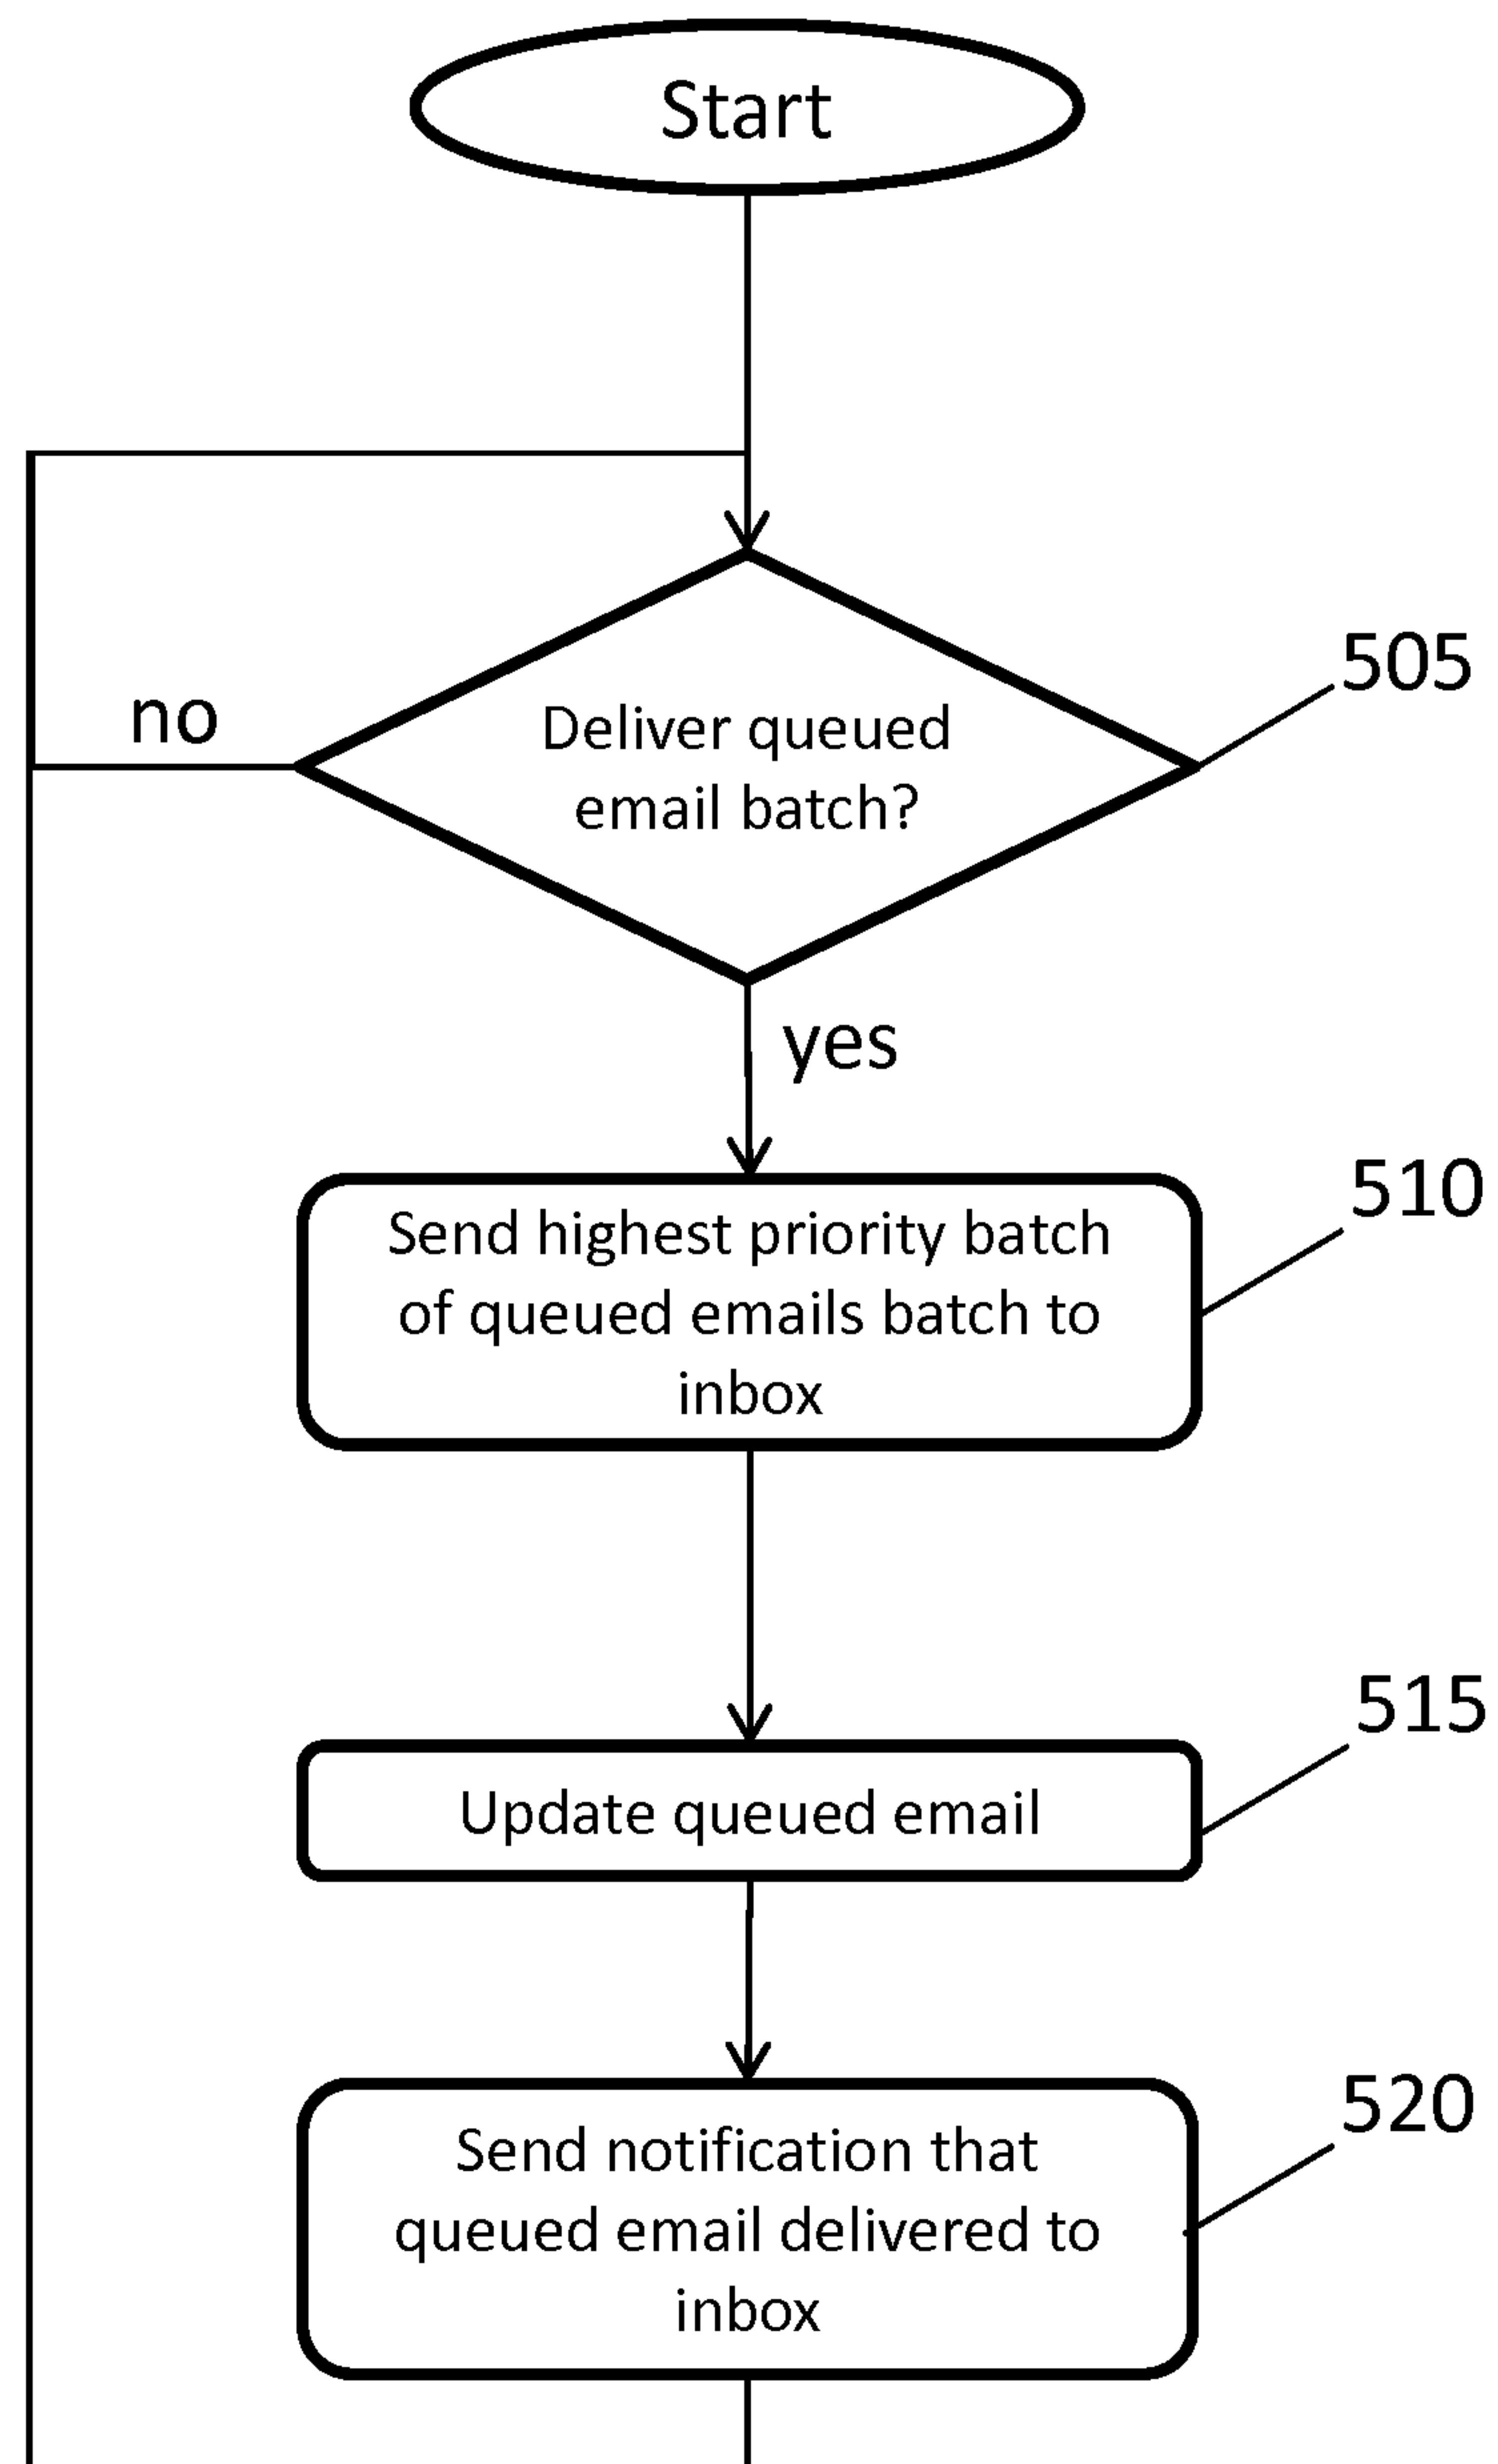 Start
505
no
Deliver queued
email batch?
yes
510
Send highest priority batch
of queued emails batch to
inbox
515
Update queued email
520
Send notification that
queued email delivered to
inbox